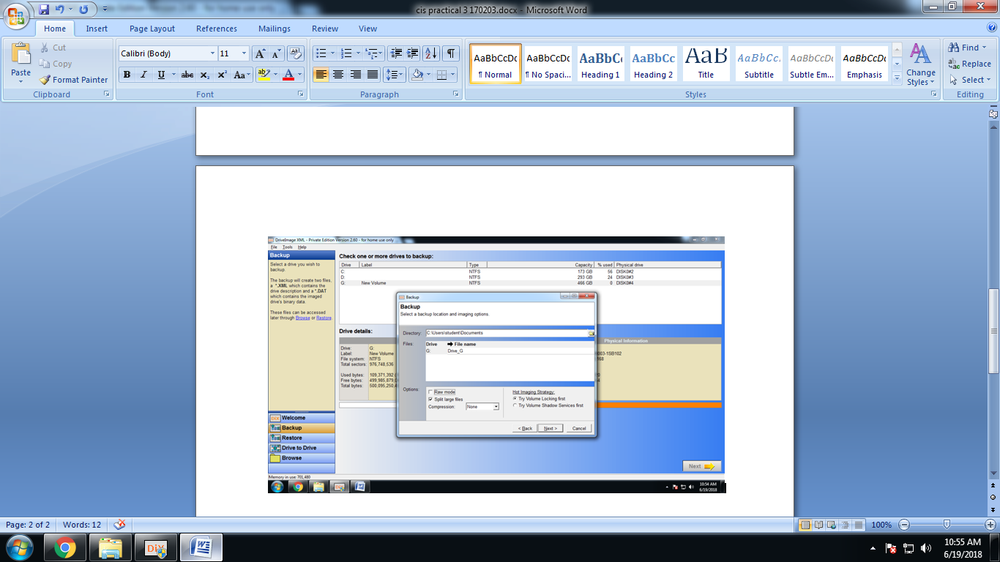 cis practical 3 170203.docx - Microsoft Word
Home Insert Page Layout References Mailings Review View
Paste
Cut
Copy
Format Painter
Clipboard
Calibri (Body) 11
B I U abc x₂ x² Aa
Font
Paragraph
AaBbCcDc AaBbCcDc AaBbC AaBbCc AaB AaBbCc. AaBbCcDc AaBbCcDc
¶ Normal ¶ No Spaci... Heading 1 Heading 2 Title Subtitle Subtle Em... Emphasis
Change Styles
Styles
Find
Replace
Select
Editing
DriveImage XML - Private Edition Version 2.60 - for home use only
File Tools Help
Backup
Select a drive you wish to
backup.
The backup will create two files,
a *.XML which contains the
drive description and a *.DAT
which contains the imaged
drive's binary data.
These files can be accessed
later through Browse or Restore.
Check one or more drives to backup:
Drive Label Type Capacity % used Physical drive
C: NTFS 173 GB 56 DISK0#2
D: NTFS 293 GB 24 DISK0#3
G: New Volume NTFS 466 GB 0 DISK0#4
Drive details:
Physical Information
Drive: G:
Label: New Volume
File system: NTFS
Total sectors: 976,748,536
Used bytes: 109,371,392
Free bytes: 499,985,879,
Total bytes: 500,095,250,
Backup
Backup
Select a backup location and imaging options.
Directory: C:\Users\student\Documents
Files: Drive File name
G: Drive_G
Options:
Raw mode
Split large files
Compression: None
Hot Imaging Strategy:
Try Volume Locking first
Try Volume Shadow Services first
< Back Next > Cancel
Welcome
Backup
Restore
Drive to Drive
Browse
Next
Memory in use: 701,480
10:54 AM
6/19/2018
Page: 2 of 2 Words: 12 100%
DiX
10:55 AM
6/19/2018